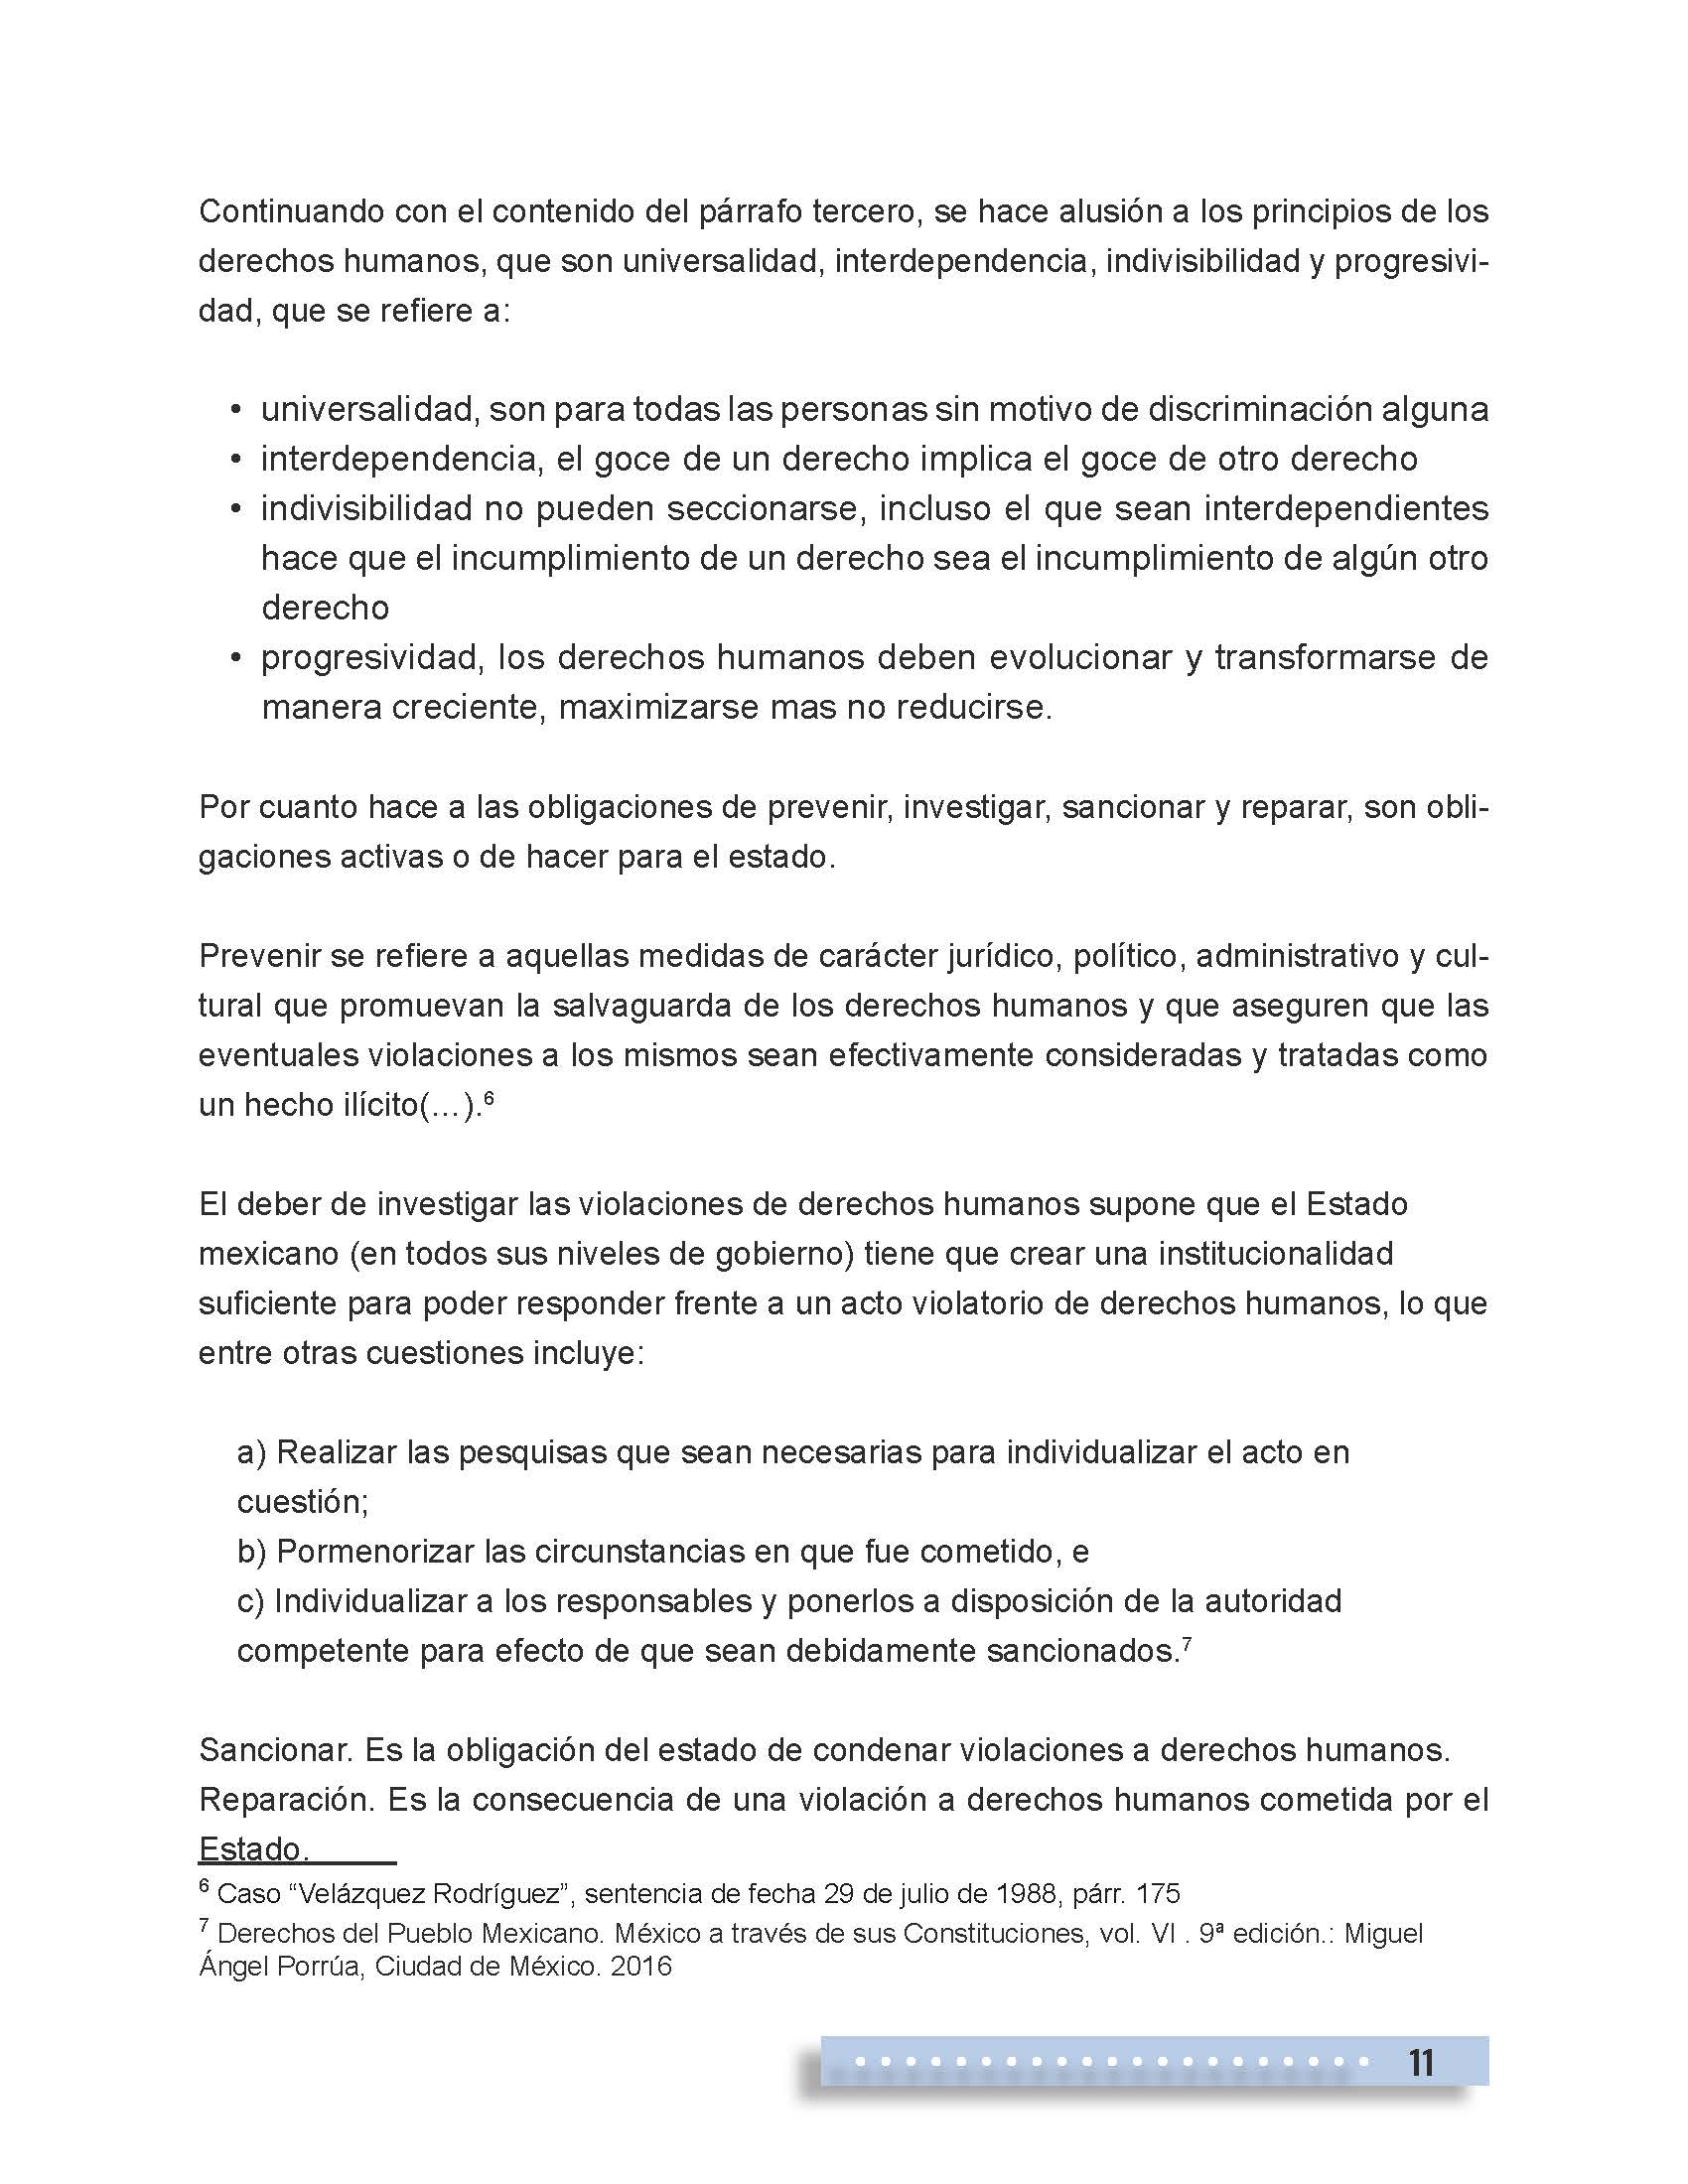 Continuando con el contenido del párrafo tercero, se hace alusión a los principios de los
derechos humanos, que son universalidad, interdependencia, indivisibilidad y progresivi-
dad, que se refiere a:
• universalidad, son para todas las personas sin motivo de discriminación alguna
• interdependencia, el goce de un derecho implica el goce de otro derecho
• indivisibilidad no pueden seccionarse, incluso el que sean interdependientes
hace que el incumplimiento de un derecho sea el incumplimiento de algún otro
derecho
• progresividad, los derechos humanos deben evolucionar y transformarse de
manera creciente, maximizarse mas no reducirse.
Por cuanto hace a las obligaciones de prevenir, investigar, sancionar y reparar, son obli-
gaciones activas o de hacer para el estado.
Prevenir se refiere a aquellas medidas de carácter jurídico, político, administrativo y cul-
tural que promuevan la salvaguarda de los derechos humanos y que aseguren que las
eventuales violaciones a los mismos sean efectivamente consideradas y tratadas como
un hecho ilícito(…).⁶
El deber de investigar las violaciones de derechos humanos supone que el Estado
mexicano (en todos sus niveles de gobierno) tiene que crear una institucionalidad
suficiente para poder responder frente a un acto violatorio de derechos humanos, lo que
entre otras cuestiones incluye:
a) Realizar las pesquisas que sean necesarias para individualizar el acto en
cuestión;
b) Pormenorizar las circunstancias en que fue cometido, e
c) Individualizar a los responsables y ponerlos a disposición de la autoridad
competente para efecto de que sean debidamente sancionados.⁷
Sancionar. Es la obligación del estado de condenar violaciones a derechos humanos.
Reparación. Es la consecuencia de una violación a derechos humanos cometida por el
Estado.
⁶ Caso “Velázquez Rodríguez”, sentencia de fecha 29 de julio de 1988, párr. 175
⁷ Derechos del Pueblo Mexicano. México a través de sus Constituciones, vol. VI . 9ª edición.: Miguel
Ángel Porrúa, Ciudad de México. 2016
11